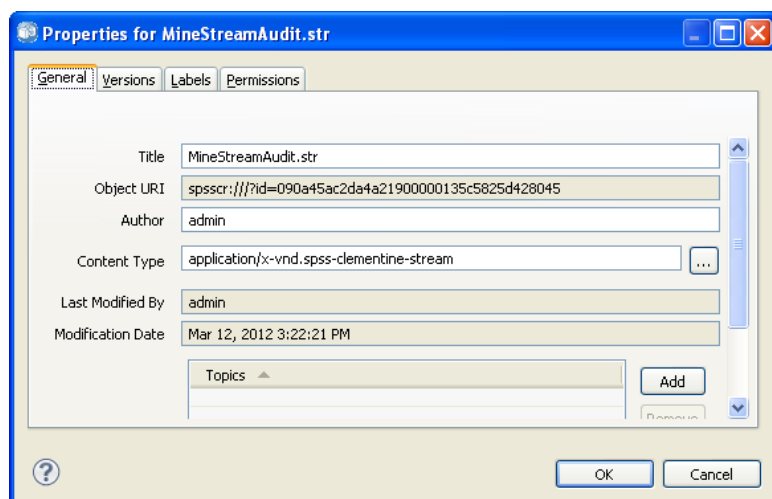 Properties for MineStreamAudit.str
General Versions Labels Permissions
Title MineStreamAudit.str
Object URI spsscr:///?id=090a45ac2da4a21900000135c5825d428045
Author admin
Content Type application/x-vnd.spss-clementine-stream ...
Last Modified By admin
Modification Date Mar 12, 2012 3:22:21 PM
Topics Add
Remove
? OK Cancel